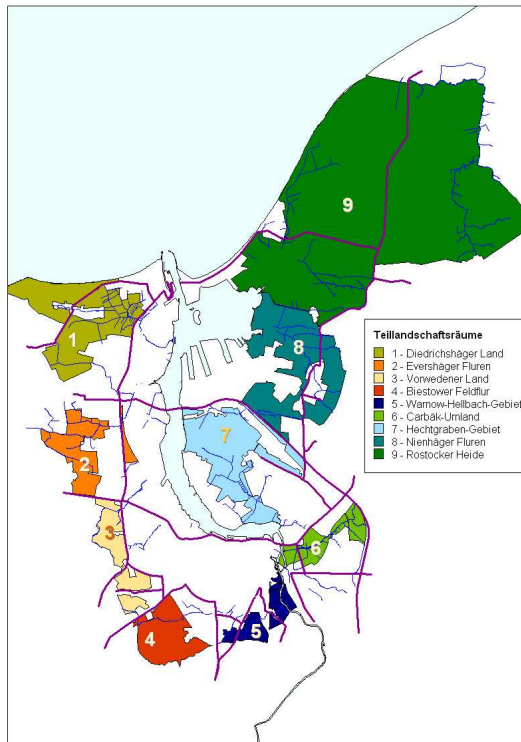 9
1
8
Teillandschaftsräume
1 - Diedrichshäger Land
2 - Evershäger Fluren
3 - Vorwedener Land
4 - Biestower Feldflur
5 - Warnow-Hellbach-Gebiet
6 - Carbäk-Umland
7 - Hechtgraben-Gebiet
8 - Nienhäger Fluren
9 - Rostocker Heide
7
2
3
6
4
5